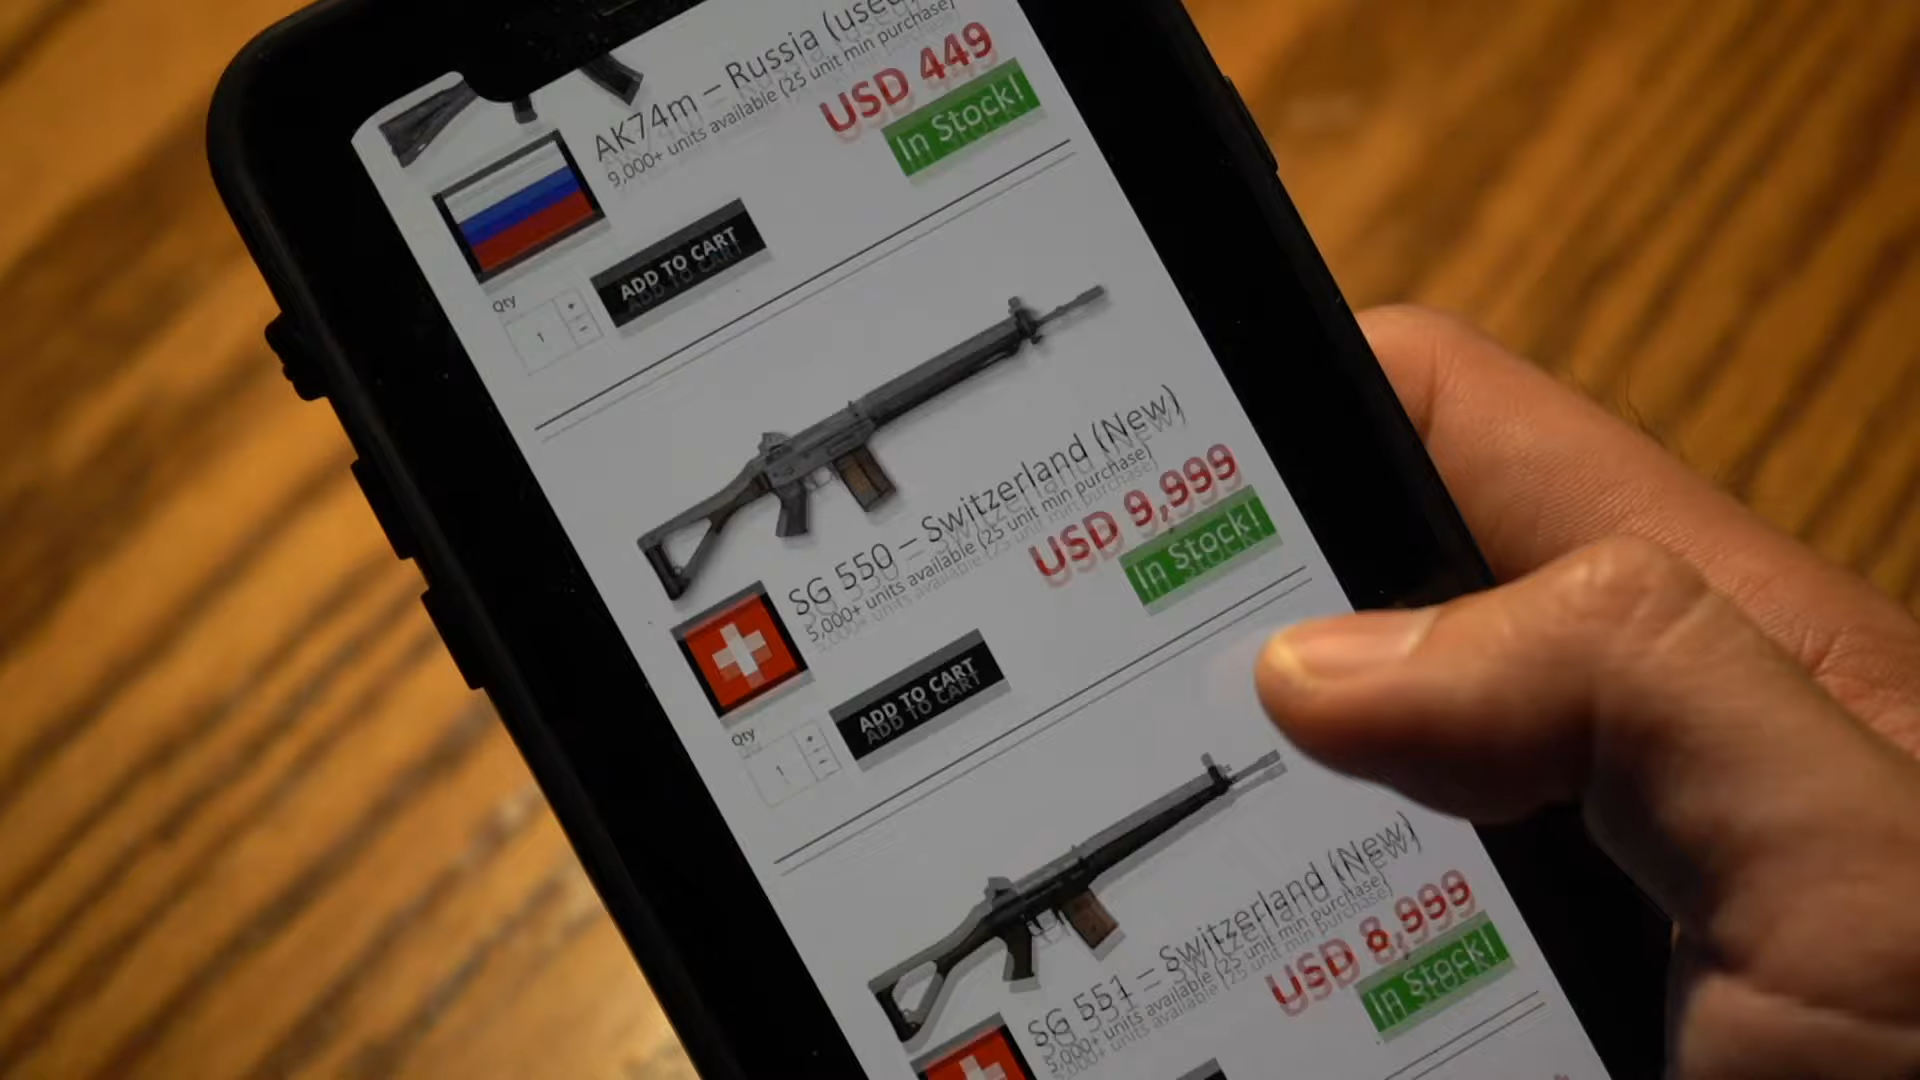 AK74m – Russia (used)
9,000+ units available (25 unit min purchase)
USD 449
In Stock!
Qty
1
+
−
ADD TO CART
SG 550 – Switzerland (New)
5,000+ units available (25 unit min purchase)
USD 9,999
In Stock!
Qty
1
+
−
ADD TO CART
SG 551 – Switzerland (New)
5,000+ units available (25 unit min purchase)
USD 8,999
In Stock!